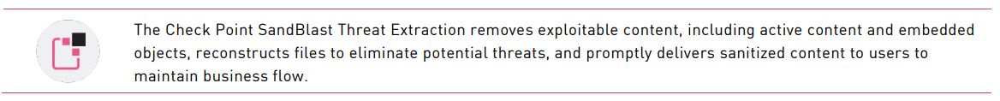 The Check Point SandBlast Threat Extraction removes exploitable content, including active content and embedded
objects, reconstructs files to eliminate potential threats, and promptly delivers sanitized content to users to
maintain business flow.